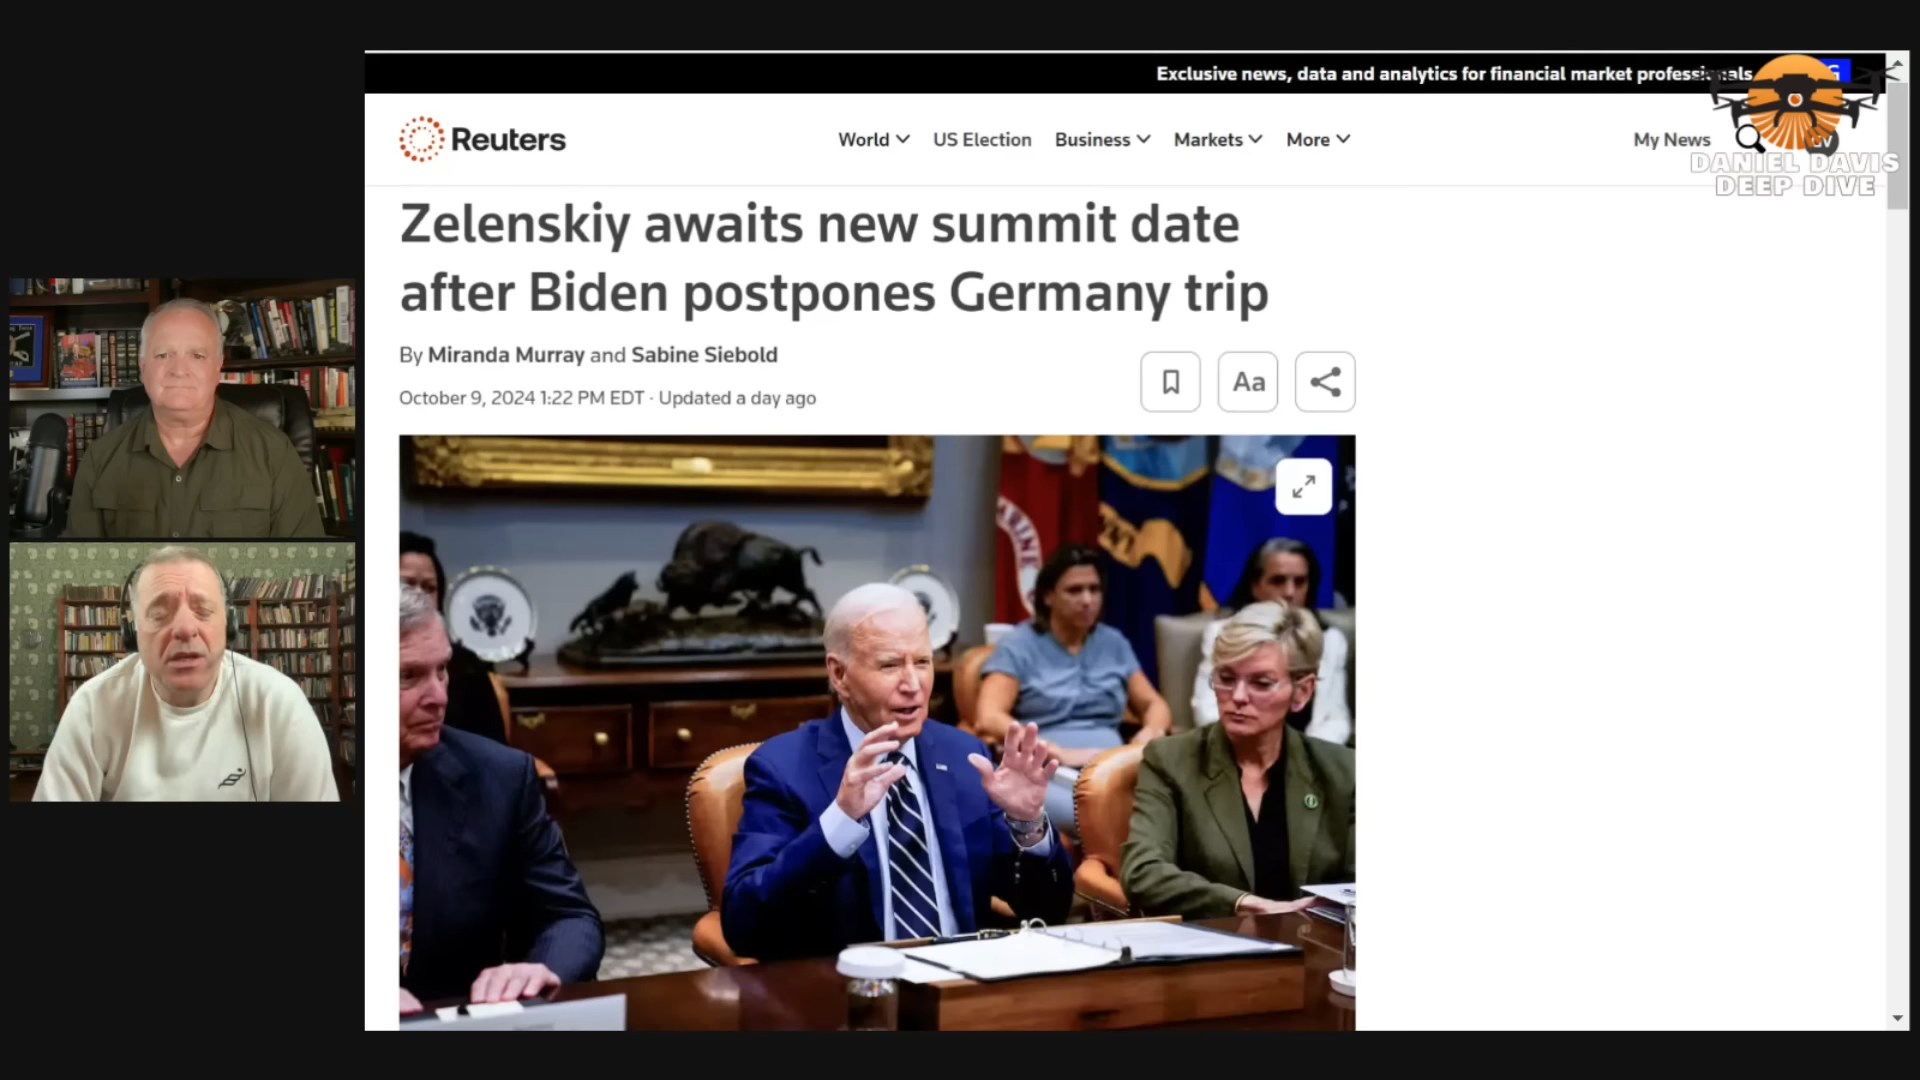 Exclusive news, data and analytics for financial market professionals
Reuters
World
US Election
Business
Markets
More
My News
DANIEL DAVIS
DEEP DIVE
Zelenskiy awaits new summit date
after Biden postpones Germany trip
By Miranda Murray and Sabine Siebold
October 9, 2024 1:22 PM EDT · Updated a day ago
Aa